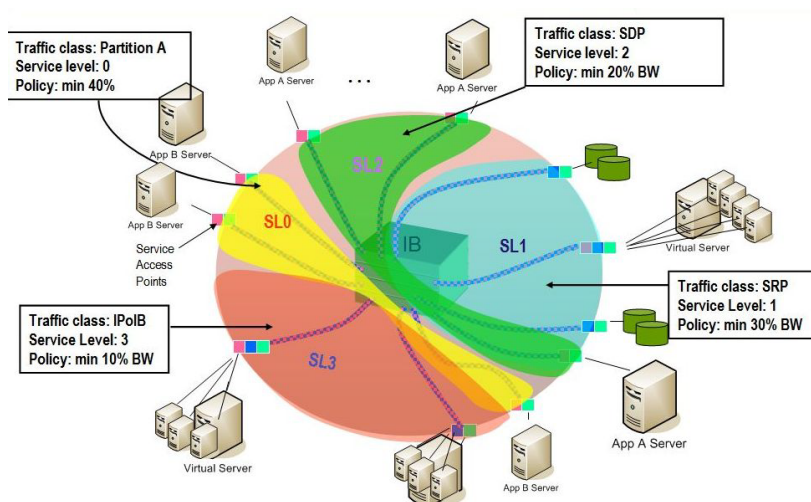 Traffic class: Partition A
Service level: 0
Policy: min 40%
App A Server
...
App A Server
Traffic class: SDP
Service level: 2
Policy: min 20% BW
App B Server
App B Server
SL2
SL0
IB
SL1
Virtual Server
Service
Access
Points
Traffic class: SRP
Service Level: 1
Policy: min 30% BW
Traffic class: IPoIB
Service Level: 3
Policy: min 10% BW
SL3
App A Server
Virtual Server
App B Server